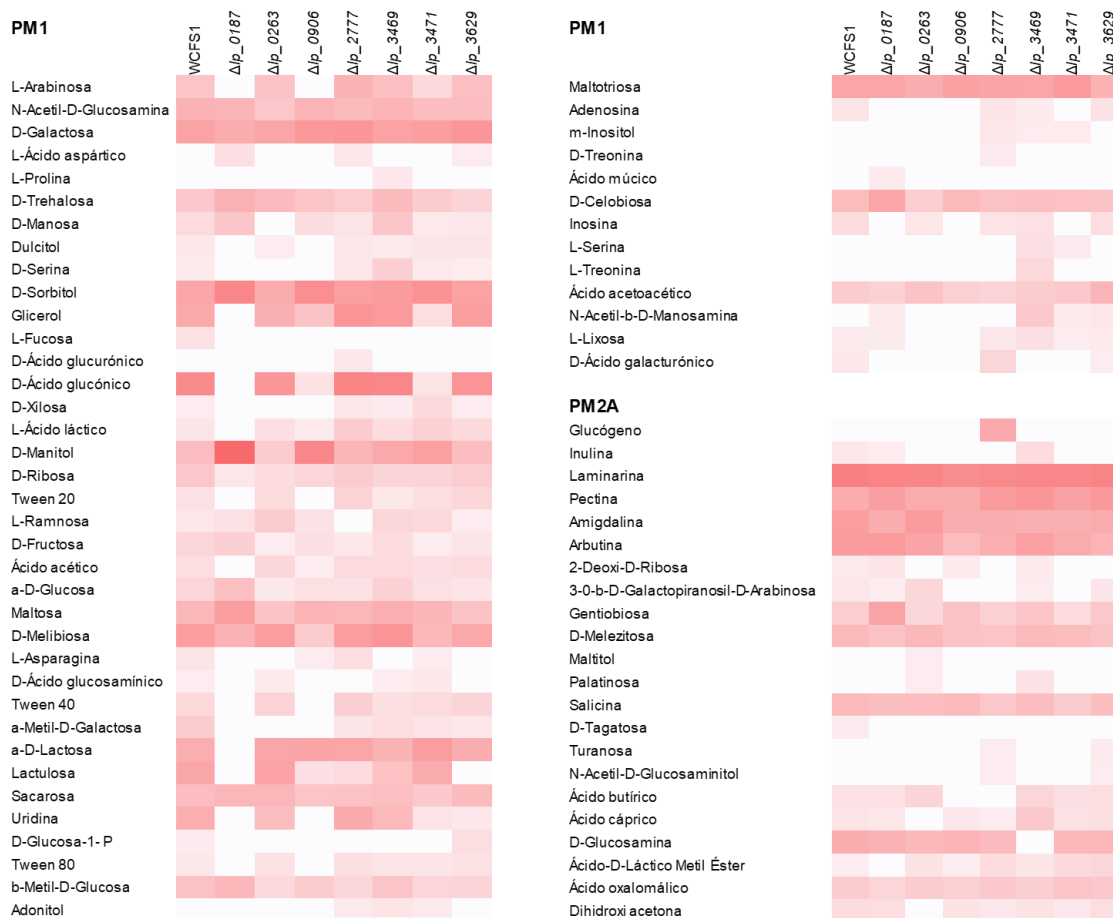 PM1
WCFS1
Δlp_0187
Δlp_0263
Δlp_0906
Δlp_2777
Δlp_3469
Δlp_3471
Δlp_3629
L-Arabinosa
N-Acetil-D-Glucosamina
D-Galactosa
L-Ácido aspártico
L-Prolina
D-Trehalosa
D-Manosa
Dulcitol
D-Serina
D-Sorbitol
Glicerol
L-Fucosa
D-Ácido glucurónico
D-Ácido glucónico
D-Xilosa
L-Ácido láctico
D-Manitol
D-Ribosa
Tween 20
L-Ramnosa
D-Fructosa
Ácido acético
a-D-Glucosa
Maltosa
D-Melibiosa
L-Asparagina
D-Ácido glucosamínico
Tween 40
a-Metil-D-Galactosa
a-D-Lactosa
Lactulosa
Sacarosa
Uridina
D-Glucosa-1- P
Tween 80
b-Metil-D-Glucosa
Adonitol
PM1
WCFS1
Δlp_0187
Δlp_0263
Δlp_0906
Δlp_2777
Δlp_3469
Δlp_3471
Δlp_3629
Maltotriosa
Adenosina
m-Inositol
D-Treonina
Ácido múcico
D-Celobiosa
Inosina
L-Serina
L-Treonina
Ácido acetoacético
N-Acetil-b-D-Manosamina
L-Lixosa
D-Ácido galacturónico
PM2A
Glucógeno
Inulina
Laminarina
Pectina
Amigdalina
Arbutina
2-Deoxi-D-Ribosa
3-0-b-D-Galactopiranosil-D-Arabinosa
Gentiobiosa
D-Melezitosa
Maltitol
Palatinosa
Salicina
D-Tagatosa
Turanosa
N-Acetil-D-Glucosaminitol
Ácido butírico
Ácido cáprico
D-Glucosamina
Ácido-D-Láctico Metil Éster
Ácido oxalomálico
Dihidroxi acetona